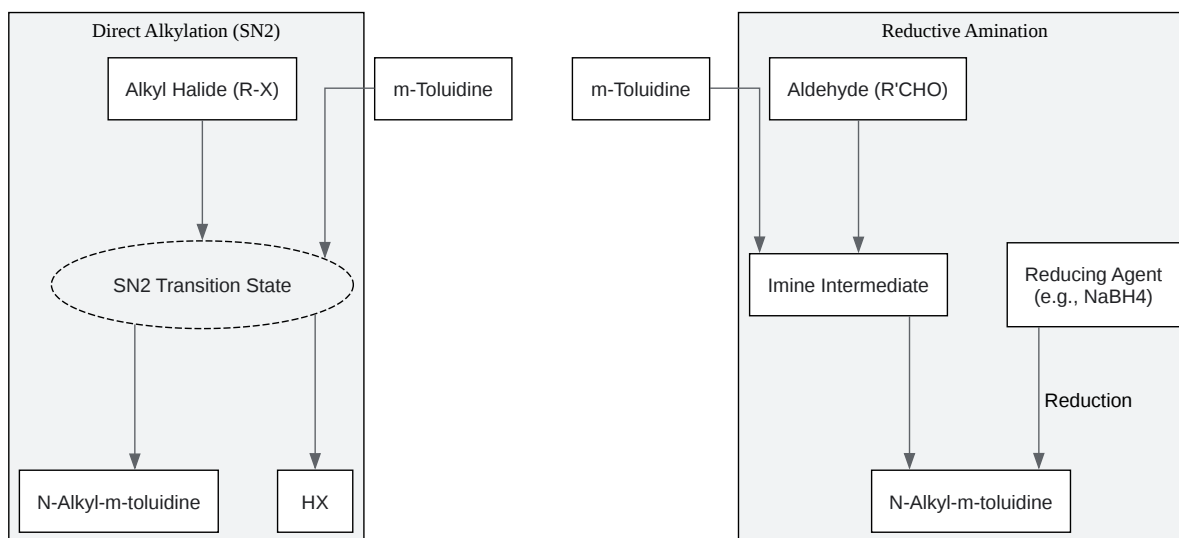 Direct Alkylation (SN2)
Alkyl Halide (R-X)
m-Toluidine
SN2 Transition State
N-Alkyl-m-toluidine
HX
Reductive Amination
m-Toluidine
Aldehyde (R'CHO)
Imine Intermediate
Reducing Agent
(e.g., NaBH4)
Reduction
N-Alkyl-m-toluidine